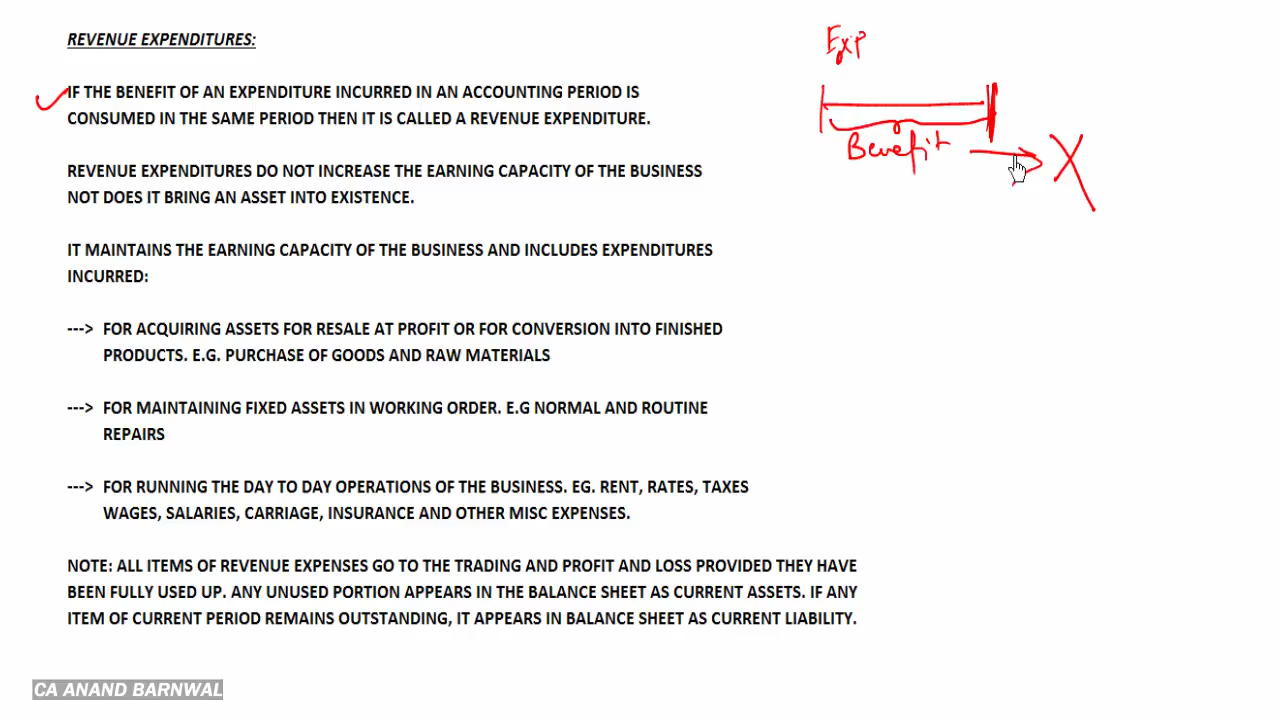 REVENUE EXPENDITURES:
IF THE BENEFIT OF AN EXPENDITURE INCURRED IN AN ACCOUNTING PERIOD IS
CONSUMED IN THE SAME PERIOD THEN IT IS CALLED A REVENUE EXPENDITURE.
REVENUE EXPENDITURES DO NOT INCREASE THE EARNING CAPACITY OF THE BUSINESS
NOT DOES IT BRING AN ASSET INTO EXISTENCE.
IT MAINTAINS THE EARNING CAPACITY OF THE BUSINESS AND INCLUDES EXPENDITURES
INCURRED:
---> FOR ACQUIRING ASSETS FOR RESALE AT PROFIT OR FOR CONVERSION INTO FINISHED
PRODUCTS. E.G. PURCHASE OF GOODS AND RAW MATERIALS
---> FOR MAINTAINING FIXED ASSETS IN WORKING ORDER. E.G NORMAL AND ROUTINE
REPAIRS
---> FOR RUNNING THE DAY TO DAY OPERATIONS OF THE BUSINESS. EG. RENT, RATES, TAXES
WAGES, SALARIES, CARRIAGE, INSURANCE AND OTHER MISC EXPENSES.
NOTE: ALL ITEMS OF REVENUE EXPENSES GO TO THE TRADING AND PROFIT AND LOSS PROVIDED THEY HAVE
BEEN FULLY USED UP. ANY UNUSED PORTION APPEARS IN THE BALANCE SHEET AS CURRENT ASSETS. IF ANY
ITEM OF CURRENT PERIOD REMAINS OUTSTANDING, IT APPEARS IN BALANCE SHEET AS CURRENT LIABILITY.
Exp
Benefit
CA ANAND BARNWAL